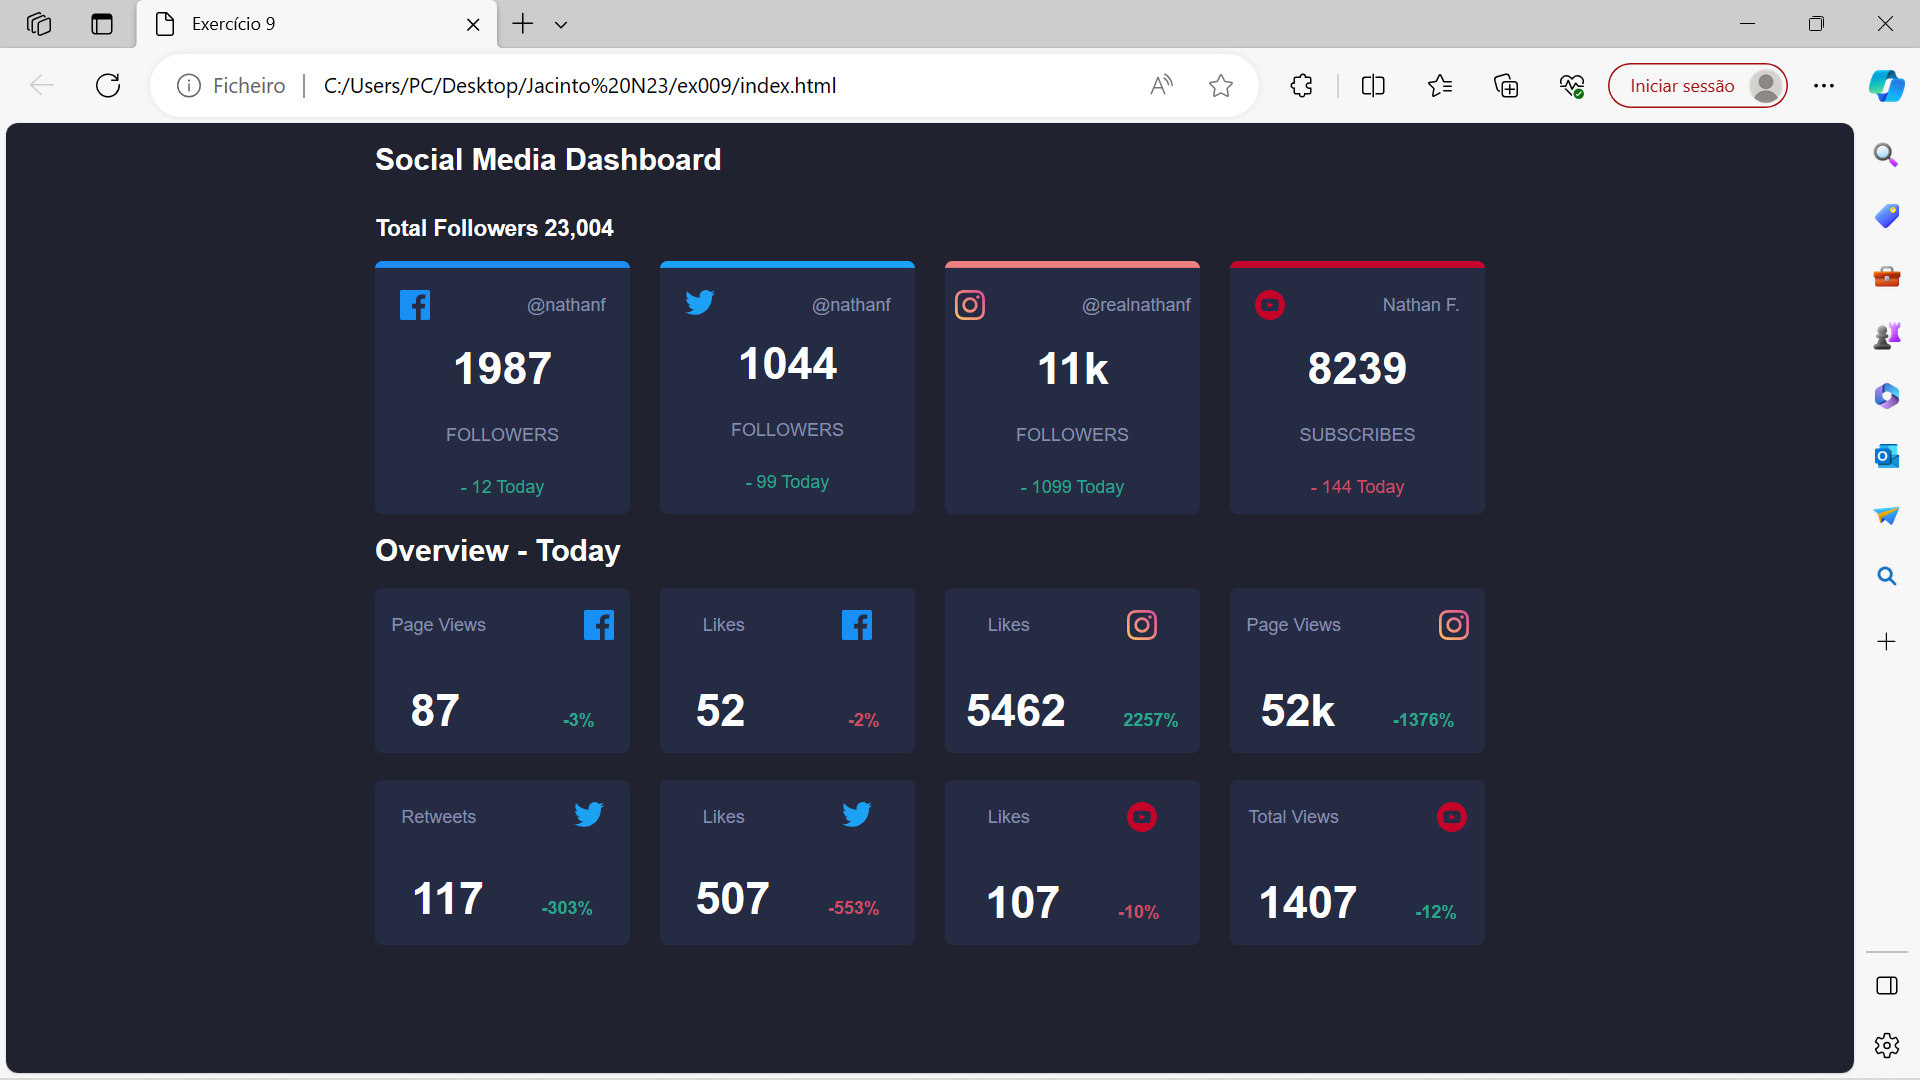 Exercício 9
Ficheiro
C:/Users/PC/Desktop/Jacinto%20N23/ex009/index.html
Iniciar sessão
Social Media Dashboard
Total Followers 23,004
@nathanf
1987
FOLLOWERS
- 12 Today
@nathanf
1044
FOLLOWERS
- 99 Today
@realnathanf
11k
FOLLOWERS
- 1099 Today
Nathan F.
8239
SUBSCRIBES
- 144 Today
Overview - Today
Page Views
87
-3%
Likes
52
-2%
Likes
5462
2257%
Page Views
52k
-1376%
Retweets
117
-303%
Likes
507
-553%
Likes
107
-10%
Total Views
1407
-12%